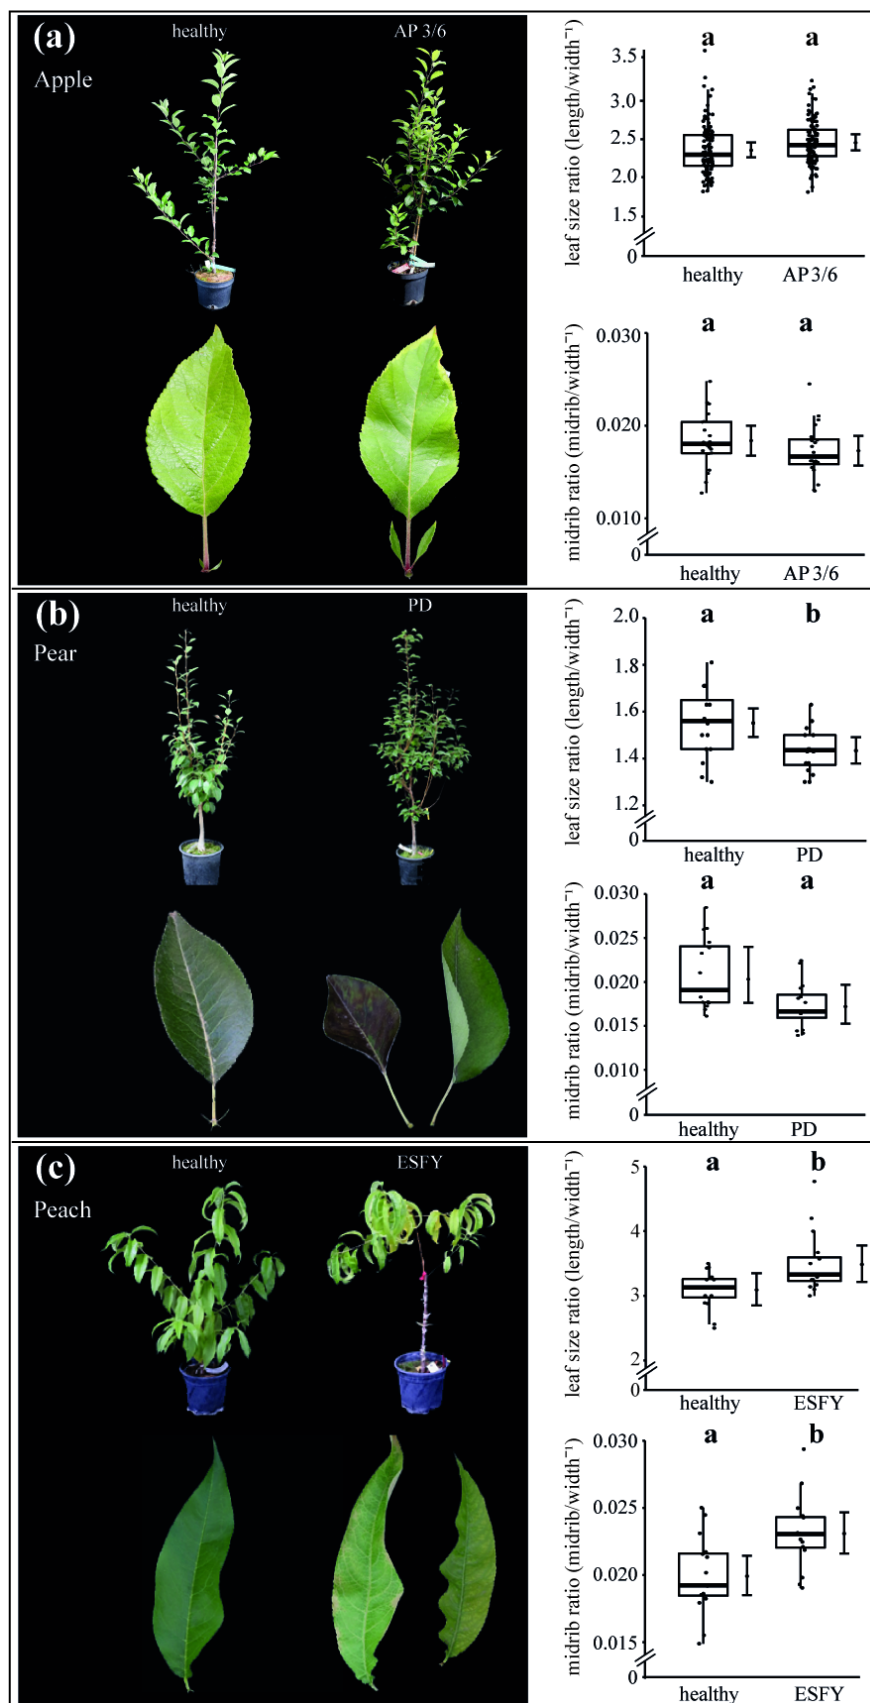 (a)
healthy
AP 3/6
Apple
leaf size ratio (length/width⁻¹)
a
a
3.5
3.0
2.5
2.0
1.5
0
healthy
AP 3/6
midrib ratio (midrib/width⁻¹)
a
a
0.030
0.020
0.010
0
healthy
AP 3/6
(b)
healthy
PD
Pear
leaf size ratio (length/width⁻¹)
a
b
2.0
1.8
1.6
1.4
1.2
0
healthy
PD
midrib ratio (midrib/width⁻¹)
a
a
0.030
0.025
0.020
0.015
0.010
0
healthy
PD
(c)
healthy
ESFY
Peach
leaf size ratio (length/width⁻¹)
a
b
5
4
3
2
0
healthy
ESFY
midrib ratio (midrib/width⁻¹)
a
b
0.030
0.025
0.020
0.015
0
healthy
ESFY